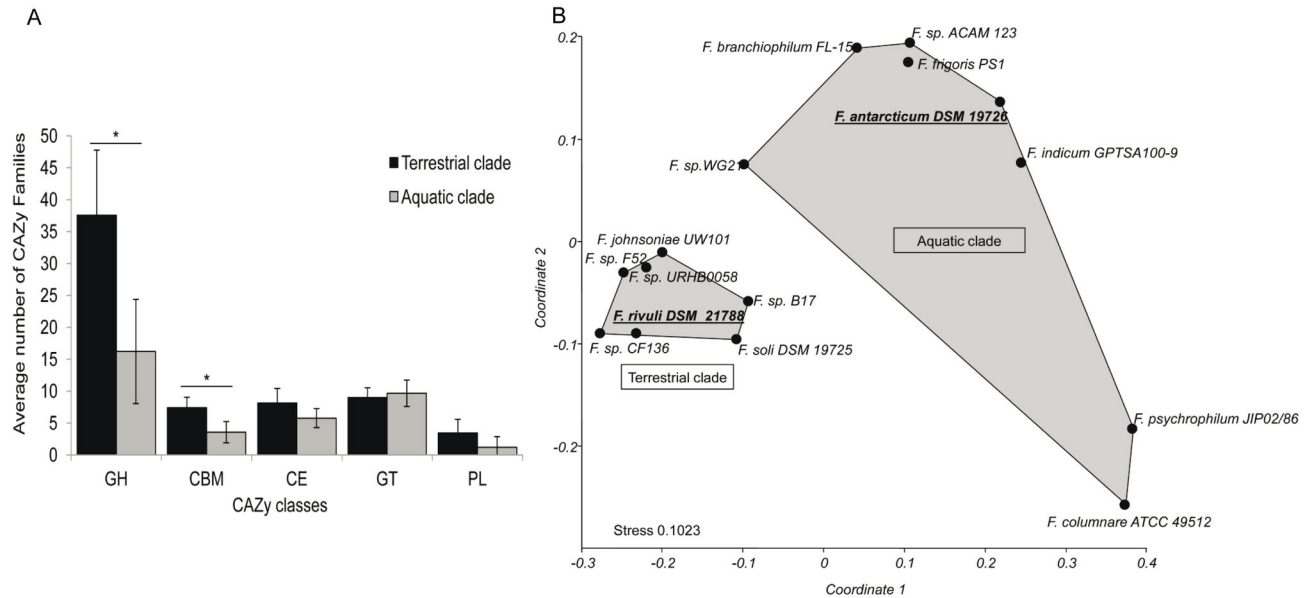 A
Average number of CAZy Families
50
45
40
35
30
25
20
15
10
5
0
*
*
Terrestrial clade
Aquatic clade
GH CBM CE GT PL
CAZy classes
B
Coordinate 2
0.2
0.1
0
-0.1
-0.2
F. sp. ACAM 123
F. branchiophilum FL-15
F. frigoris PS1
F. antarcticum DSM 19726
F. indicum GPTSA100-9
F. sp.WG21
Aquatic clade
F. johnsoniae UW101
F. sp. F52
F. sp. URHB0058
F. sp. B17
F. rivuli DSM 21788
F. sp. CF136
F. soli DSM 19725
Terrestrial clade
F. psychrophilum JIP02/86
F. columnare ATCC 49512
Stress 0.1023
-0.3 -0.2 -0.1 0 0.1 0.2 0.3 0.4
Coordinate 1